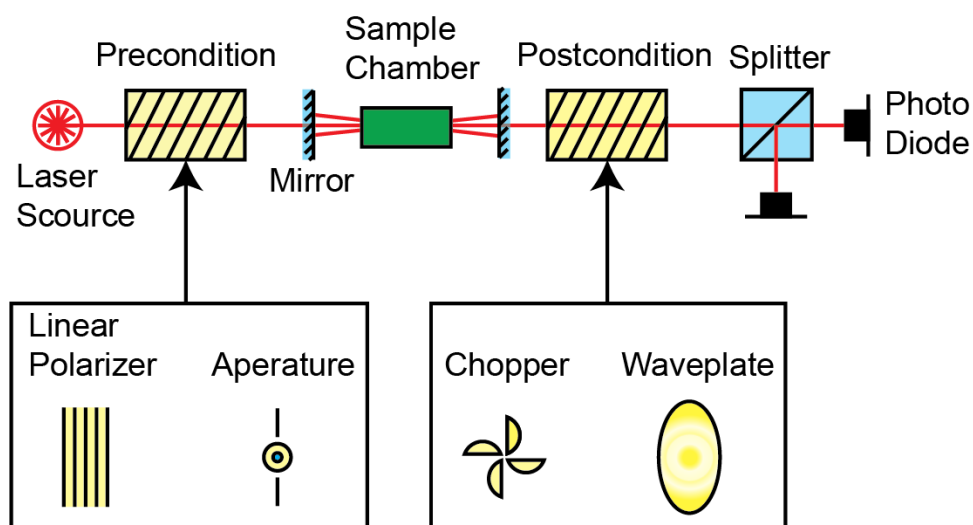 Precondition
Sample
Chamber
Postcondition
Splitter
Photo
Diode
Laser
Scource
Mirror
Linear
Polarizer
Aperature
Chopper
Waveplate